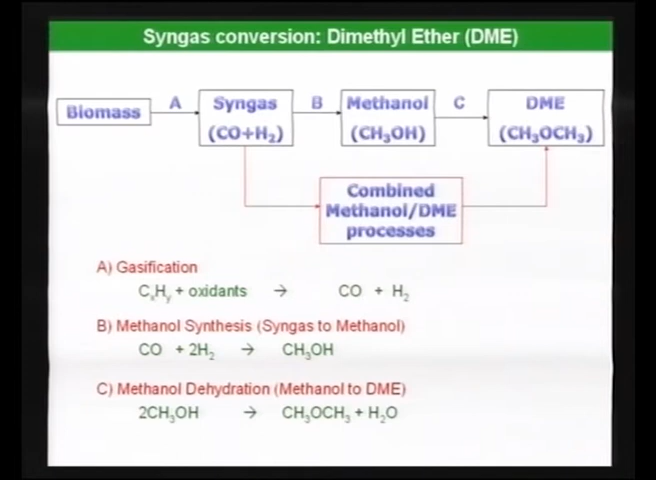 Syngas conversion: Dimethyl Ether (DME)
Biomass
A
Syngas
(CO+H₂)
B
Methanol
(CH₃OH)
C
DME
(CH₃OCH₃)
Combined
Methanol/DME
processes
A) Gasification
CₓHᵧ + oxidants → CO + H₂
B) Methanol Synthesis (Syngas to Methanol)
CO + 2H₂ → CH₃OH
C) Methanol Dehydration (Methanol to DME)
2CH₃OH → CH₃OCH₃ + H₂O